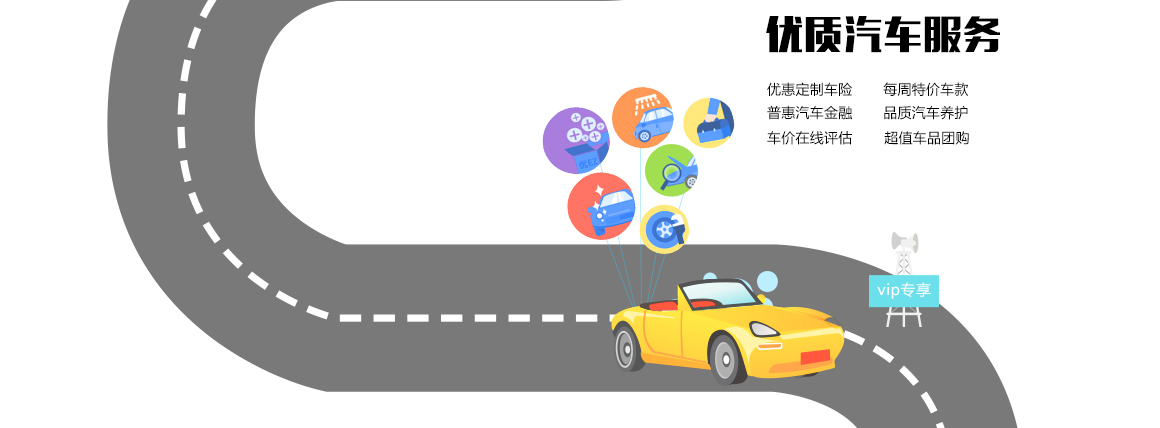 优质汽车服务
优惠定制车险 每周特价车款
普惠汽车金融 品质汽车养护
车价在线评估 超值车品团购
vip专享